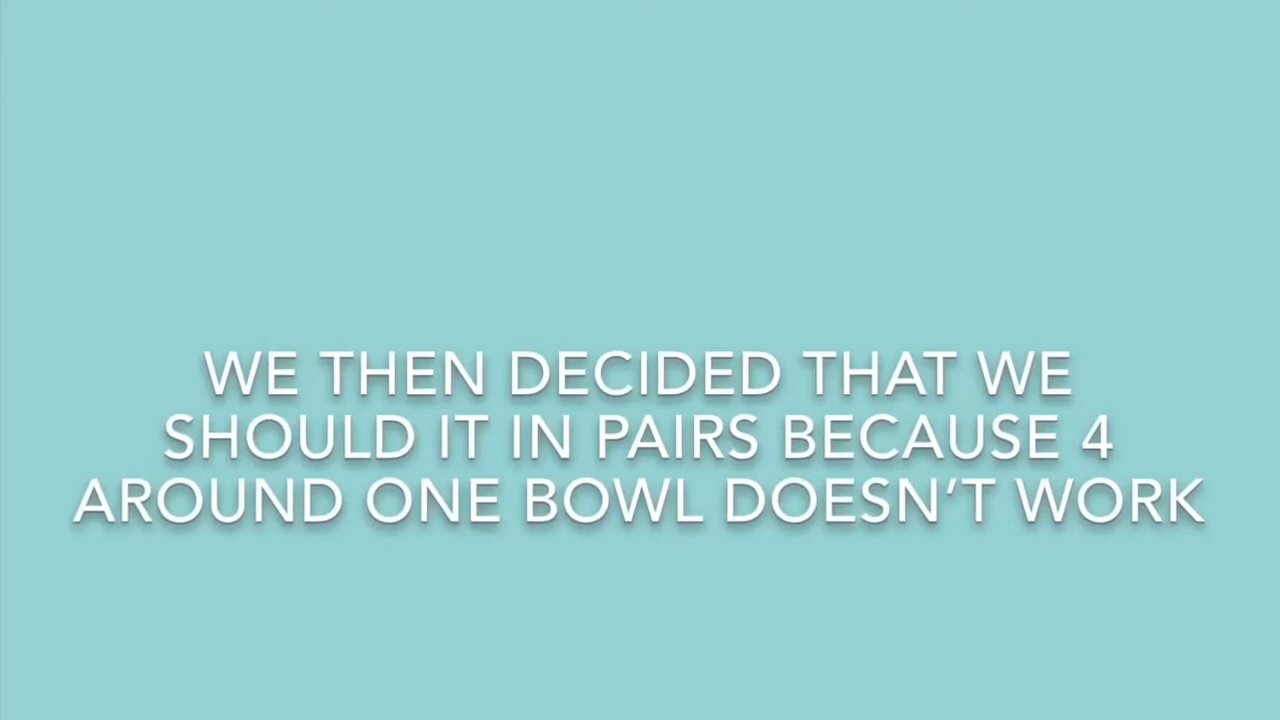 WE THEN DECIDED THAT WE
SHOULD IT IN PAIRS BECAUSE 4
AROUND ONE BOWL DOESN’T WORK